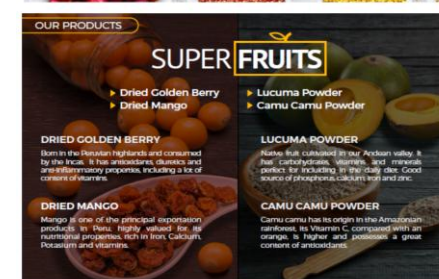 OUR PRODUCTS
SUPER FRUITS
Dried Golden Berry
Dried Mango
Lucuma Powder
Camu Camu Powder
DRIED GOLDEN BERRY
Born in the Peruvian highlands and consumed
by the Incas. It has antioxidants, diuretics and
anti-inflammatory properties, including a lot of
content of vitamins.
DRIED MANGO
Mango is one of the principal exportation
products in Peru, highly valued for its
nutritional properties, rich in Iron, Calcium,
Potasium and vitamins.
LUCUMA POWDER
Native fruit cultivated in our Andean valley. It
has carbohydrates, vitamins and minerals
perfect for including in the daily diet. Good
source of phosphorus, calcium, iron and zinc.
CAMU CAMU POWDER
Camu camu has its origin in the Amazonian
rainforest, its Vitamin C, compared with an
orange, is higher and possesses a great
content of antioxidants.